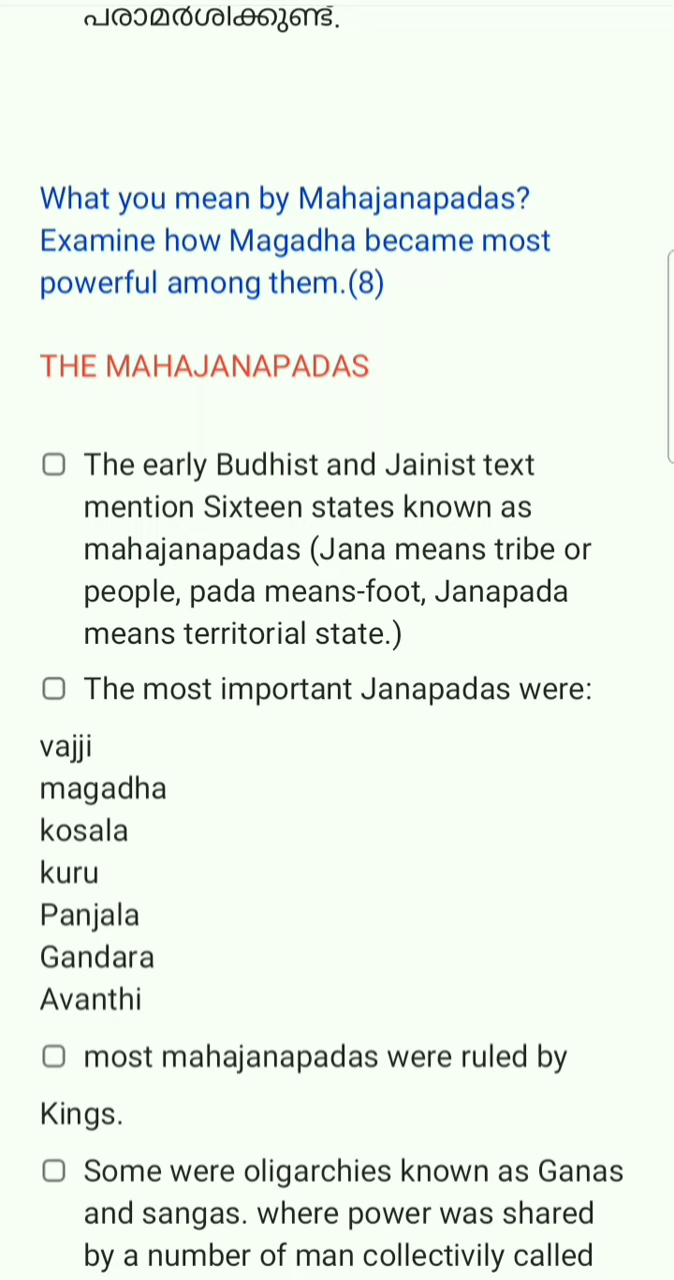 പരാമർശിക്കുണ്ട്.
What you mean by Mahajanapadas?
Examine how Magadha became most
powerful among them.(8)
THE MAHAJANAPADAS
The early Budhist and Jainist text
mention Sixteen states known as
mahajanapadas (Jana means tribe or
people, pada means-foot, Janapada
means territorial state.)
The most important Janapadas were:
vajji
magadha
kosala
kuru
Panjala
Gandara
Avanthi
most mahajanapadas were ruled by
Kings.
Some were oligarchies known as Ganas
and sangas. where power was shared
by a number of man collectivily called